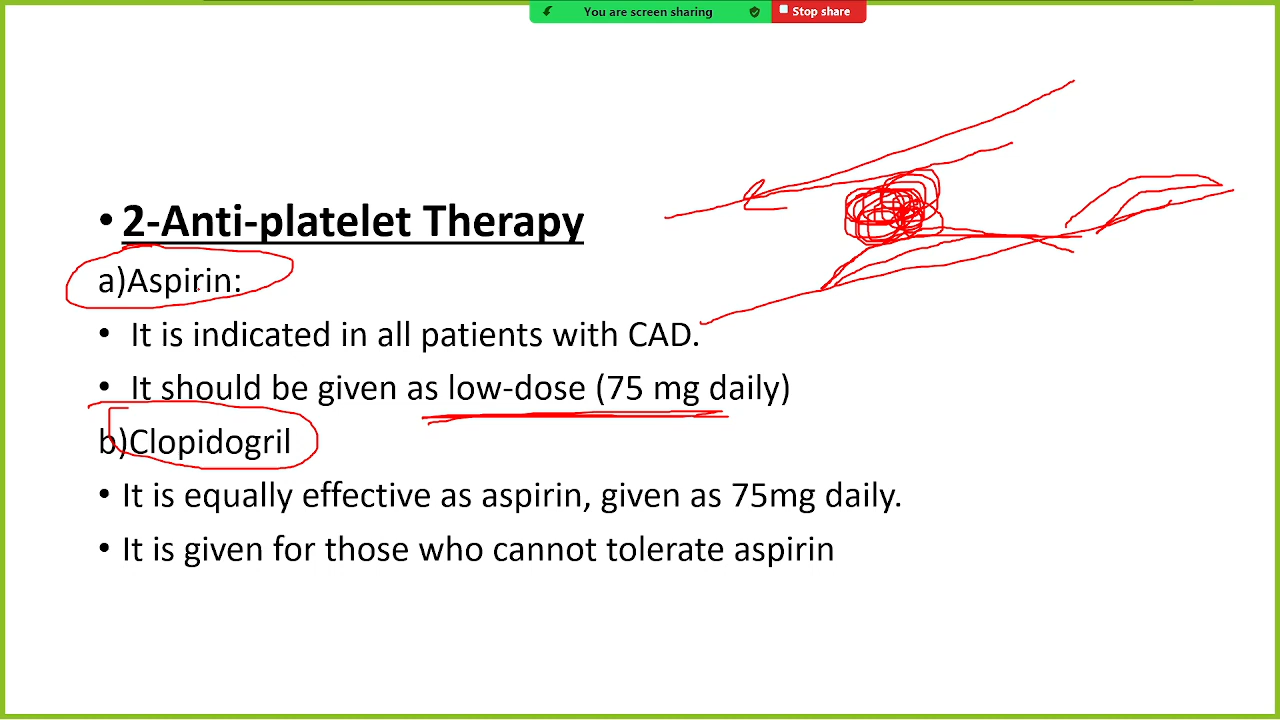 You are screen sharing
Stop share
• 2-Anti-platelet Therapy
a)Aspirin:
• It is indicated in all patients with CAD.
• It should be given as low-dose (75 mg daily)
b)Clopidogril
• It is equally effective as aspirin, given as 75mg daily.
• It is given for those who cannot tolerate aspirin